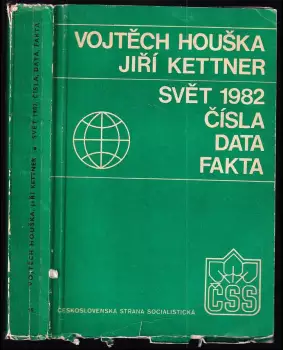 VOJTĚCH HOUŠKA
JIŘÍ KETTNER
SVĚT 1982
ČÍSLA
DATA
FAKTA
ČSS
ČESKOSLOVENSKÁ STRANA SOCIALISTICKÁ
VOJTĚCH HOUŠKA, JIŘÍ KETTNER ● SVĚT 1982 ČÍSLA, DATA, FAKTA